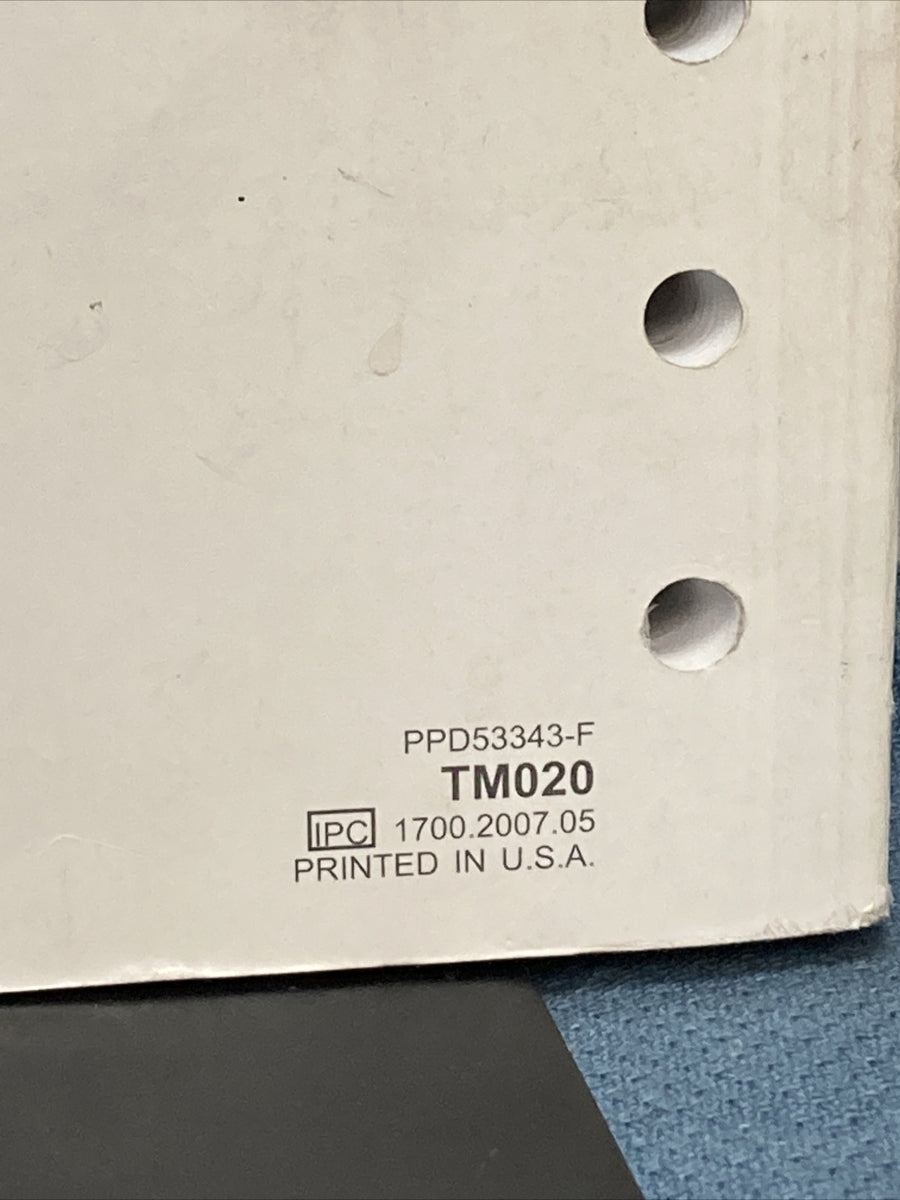 PPD53343-F
TM020
IPC 1700.2007.05
PRINTED IN U.S.A.